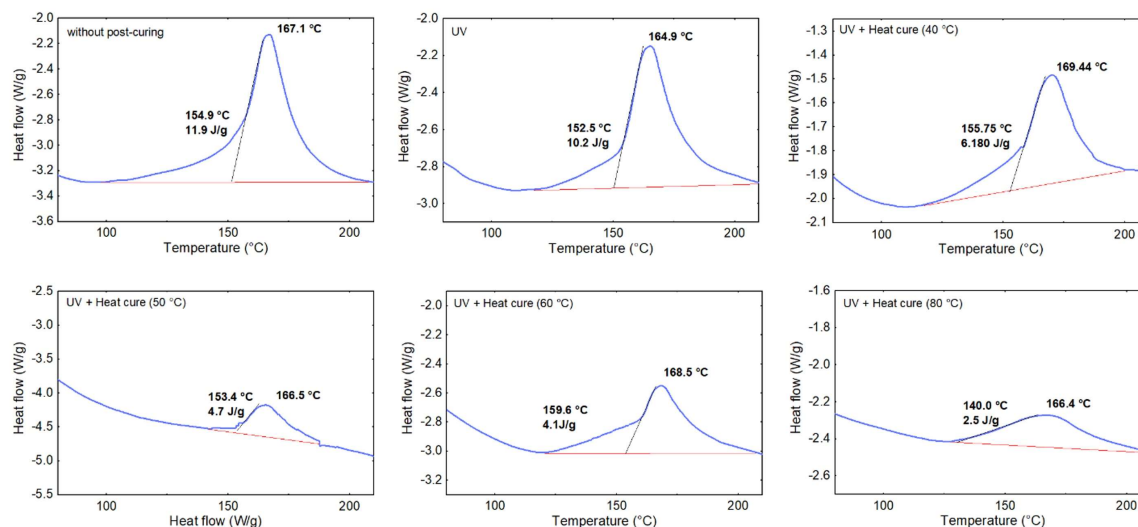 without post-curing
167.1 °C
154.9 °C
11.9 J/g
Heat flow (W/g)
-2.0
-2.2
-2.4
-2.6
-2.8
-3.0
-3.2
-3.4
-3.6
100
150
200
Temperature (°C)
UV
164.9 °C
152.5 °C
10.2 J/g
Heat flow (W/g)
-2.0
-2.2
-2.4
-2.6
-2.8
-3.0
100
150
200
Temperature (°C)
UV + Heat cure (40 °C)
169.44 °C
155.75 °C
6.180 J/g
Heat flow (W/g)
-1.3
-1.4
-1.5
-1.6
-1.7
-1.8
-1.9
-2.0
-2.1
100
150
200
Temperature (°C)
UV + Heat cure (50 °C)
153.4 °C
4.7 J/g
166.5 °C
Heat flow (W/g)
-2.5
-3.0
-3.5
-4.0
-4.5
-5.0
-5.5
100
150
200
Heat flow (W/g)
UV + Heat cure (60 °C)
168.5 °C
159.6 °C
4.1J/g
Heat flow (W/g)
-2.0
-2.2
-2.4
-2.6
-2.8
-3.0
-3.2
100
150
200
Temperature (°C)
UV + Heat cure (80 °C)
140.0 °C
2.5 J/g
166.4 °C
Heat flow (W/g)
-1.6
-1.8
-2.0
-2.2
-2.4
-2.6
100
150
200
Temperature (°C)